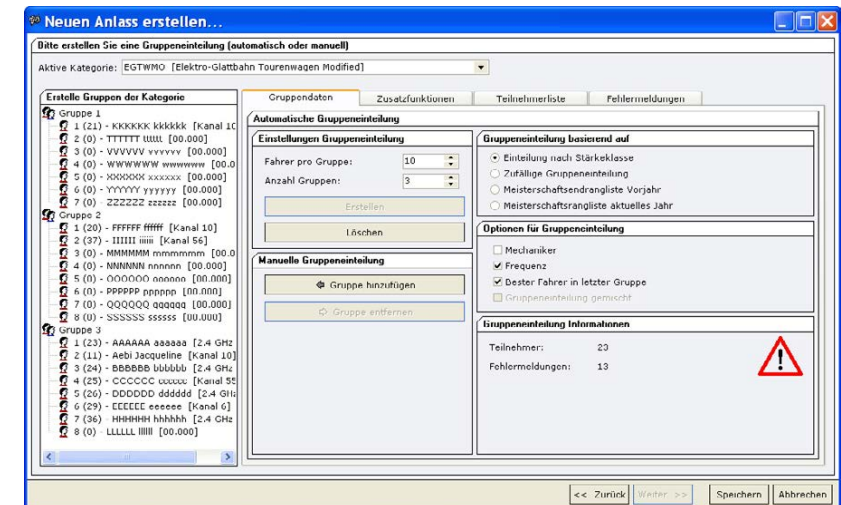 Neuen Anlass erstellen...
Bitte erstellen Sie eine Gruppeneinteilung (automatisch oder manuell)
Aktive Kategorie: EGTWMO [Elektro-Glattbahn Tourenwagen Modified]
Erstelle Gruppen der Kategorie
Gruppe 1
1 (21) - KKKKKK kkkkkk [Kanal 10
2 (0) - TTTTTT tttttt [00.000]
3 (0) - VVVVVV vvvvvv [00.000]
4 (0) - WWWWWW wwwwww [00.0
5 (0) - XXXXXX xxxxxx [00.000]
6 (0) - YYYYYY yyyyyy [00.000]
7 (0) - ZZZZZZ zzzzzz [00.000]
Gruppe 2
1 (20) - FFFFFF ffffff [Kanal 10]
2 (37) - IIIIII iiiiii [Kanal 56]
3 (0) - MMMMMM mmmmmm [00.0
4 (0) - NNNNNN nnnnnn [00.000]
5 (0) - OOOOOO oooooo [00.000]
6 (0) - PPPPPP pppppp [00.000]
7 (0) - QQQQQQ qqqqqq [00.000]
8 (0) - SSSSSS ssssss [00.000]
Gruppe 3
1 (23) - AAAAAA aaaaaa [2.4 GHz
2 (11) - Aebi Jacqueline [Kanal 10]
3 (24) - BBBBBB bbbbbb [2.4 GHz
4 (25) - CCCCCC cccccc [Kanal 55
5 (26) - DDDDDD dddddd [2.4 GHz
6 (29) - EEEEEE eeeeee [Kanal 6]
7 (36) - HHHHHH hhhhhh [2.4 GHz
8 (0) - LLLLLL llllll [00.000]
Gruppendaten Zusatzfunktionen Teilnehmerliste Fehlermeldungen
Automatische Gruppeneinteilung
Einstellungen Gruppeneinteilung
Fahrer pro Gruppe: 10
Anzahl Gruppen: 3
Erstellen
Löschen
Manuelle Gruppeneinteilung
Gruppe hinzufügen
Gruppe entfernen
Gruppeneinteilung basierend auf
Einteilung nach Stärkeklasse
Zufällige Gruppeneinteilung
Meisterschaftsendrangliste Vorjahr
Meisterschaftsrangliste aktuelles Jahr
Optionen für Gruppeneinteilung
Mechaniker
Frequenz
Bester Fahrer in letzter Gruppe
Gruppeneinteilung gemischt
Gruppeneinteilung Informationen
Teilnehmer: 23
Fehlermeldungen: 13
<< Zurück Weiter >> Speichern Abbrechen